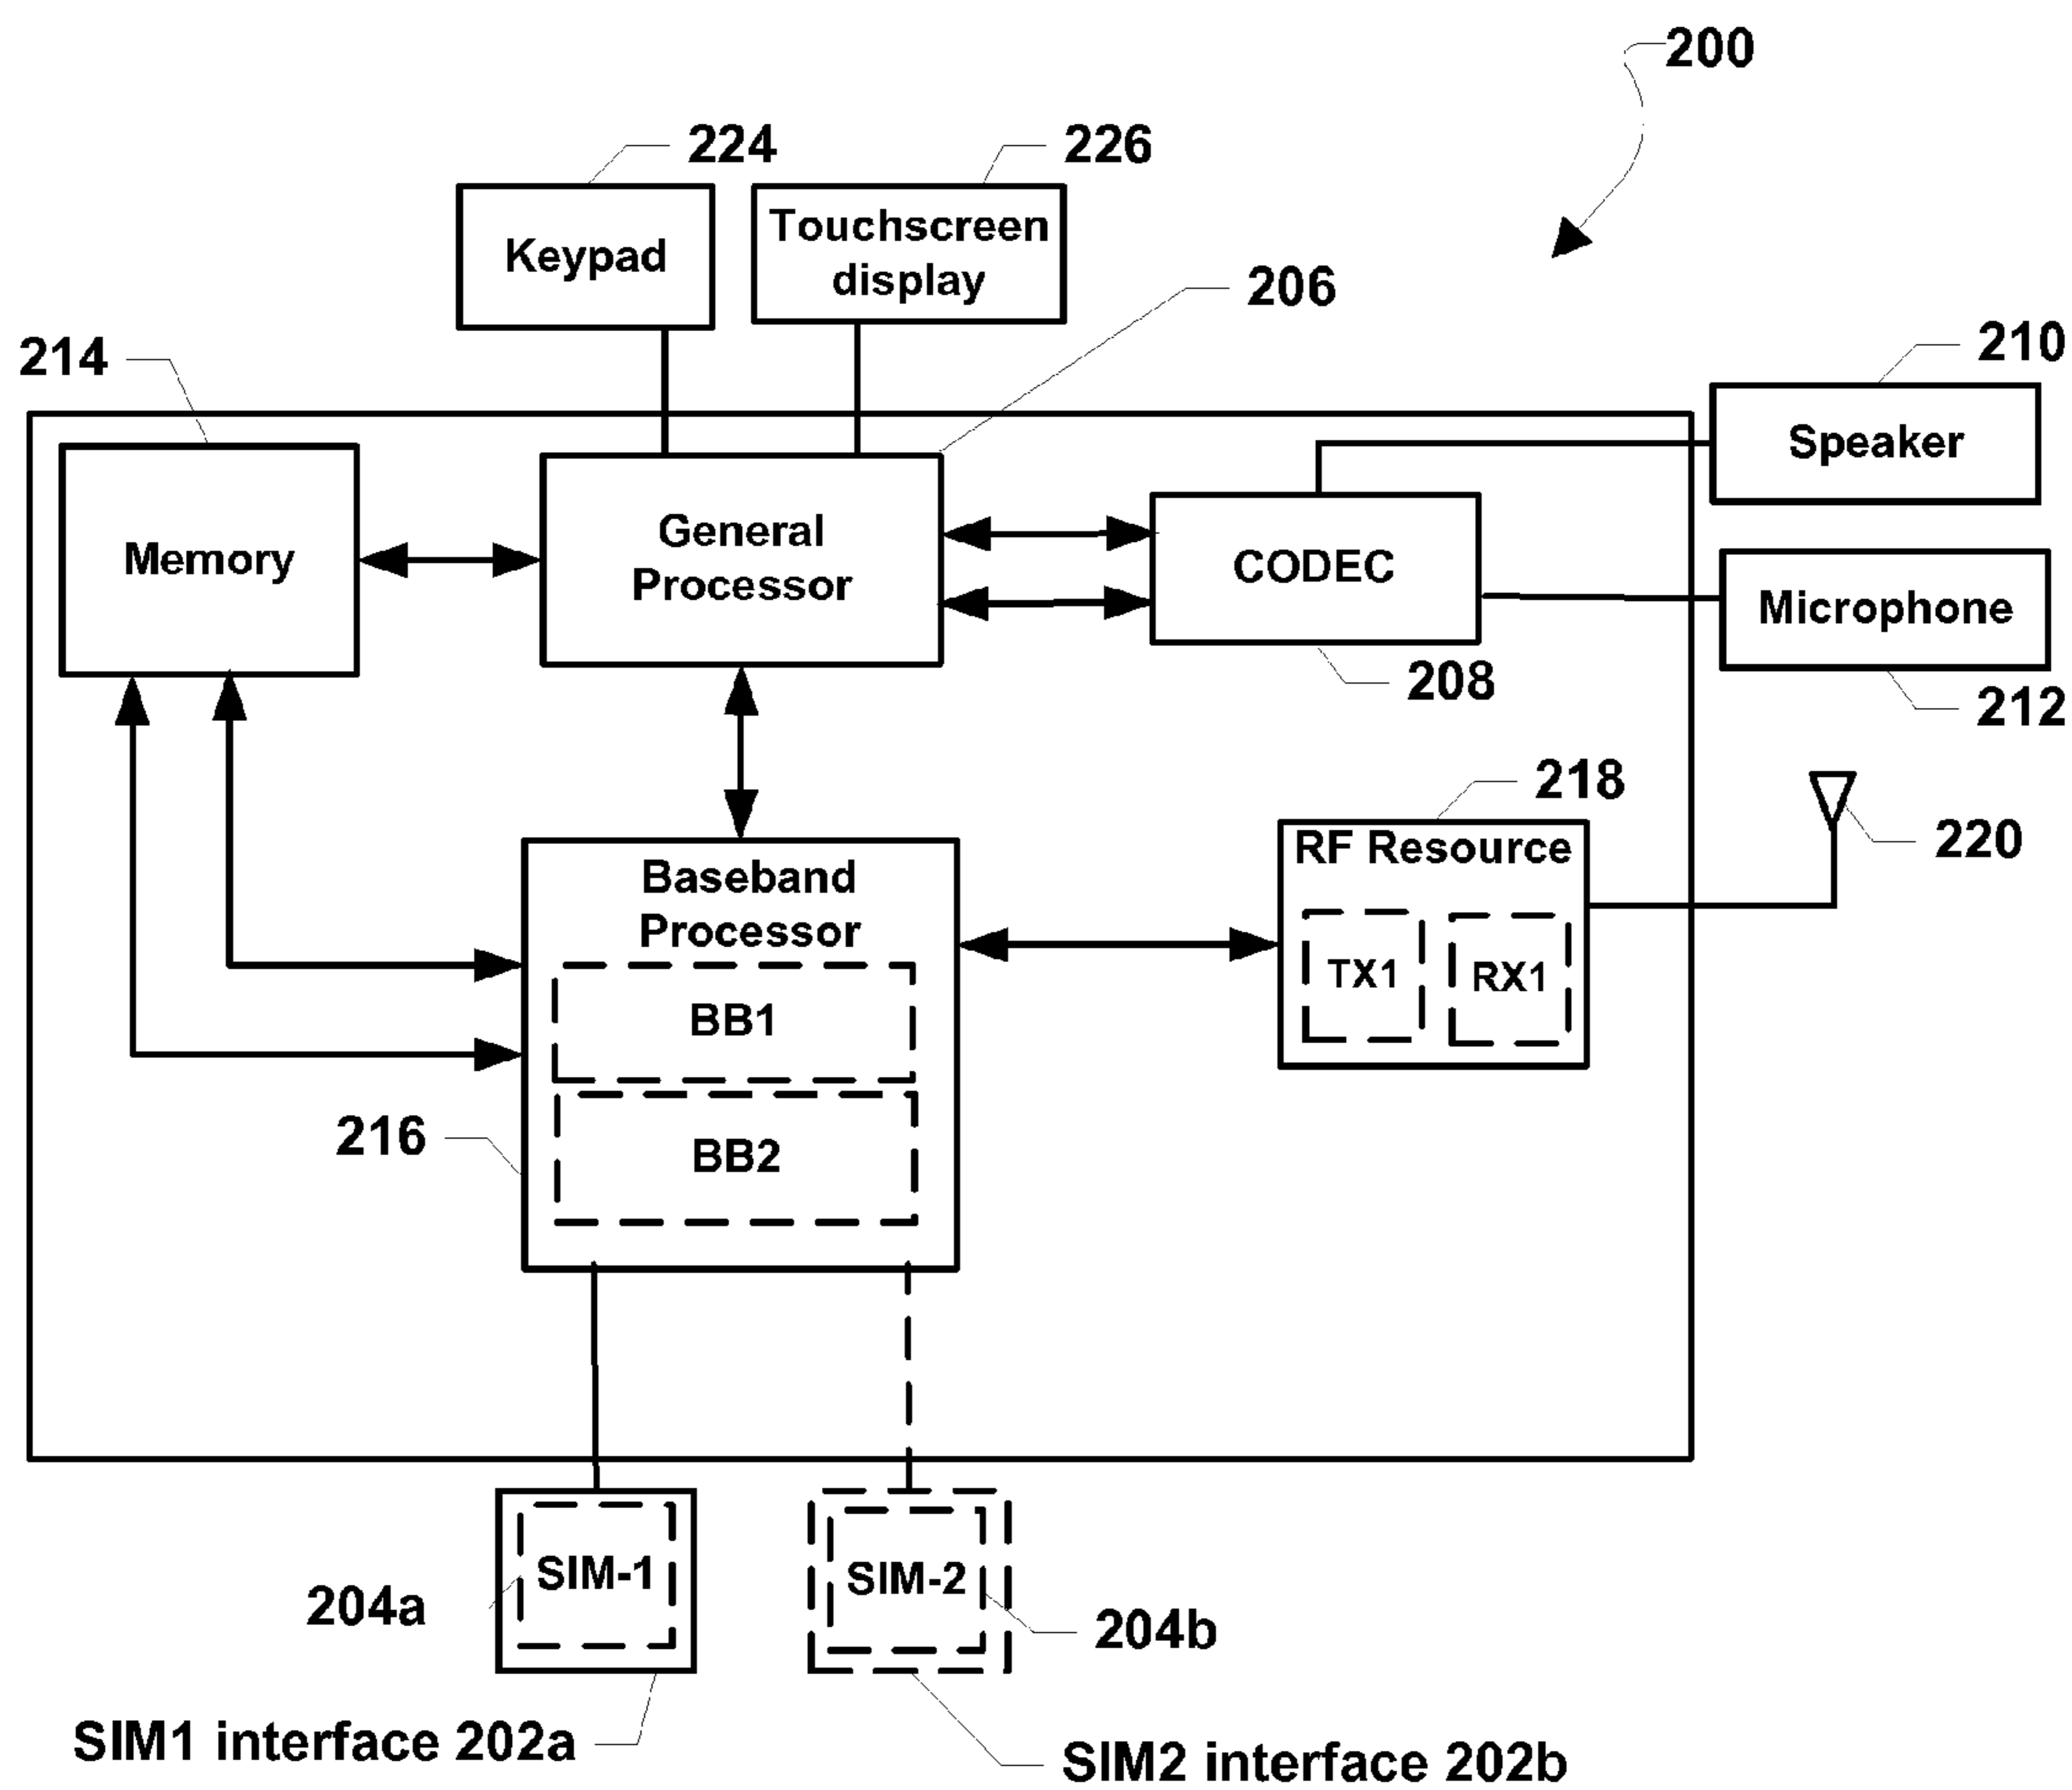 200
224
226
Keypad
Touchscreen
display
206
214
210
Speaker
Memory
General
Processor
CODEC
Microphone
208
212
218
220
RF Resource
TX1
RX1
Baseband
Processor
BB1
BB2
216
SIM-1
SIM-2
204a
204b
SIM1 interface 202a
SIM2 interface 202b